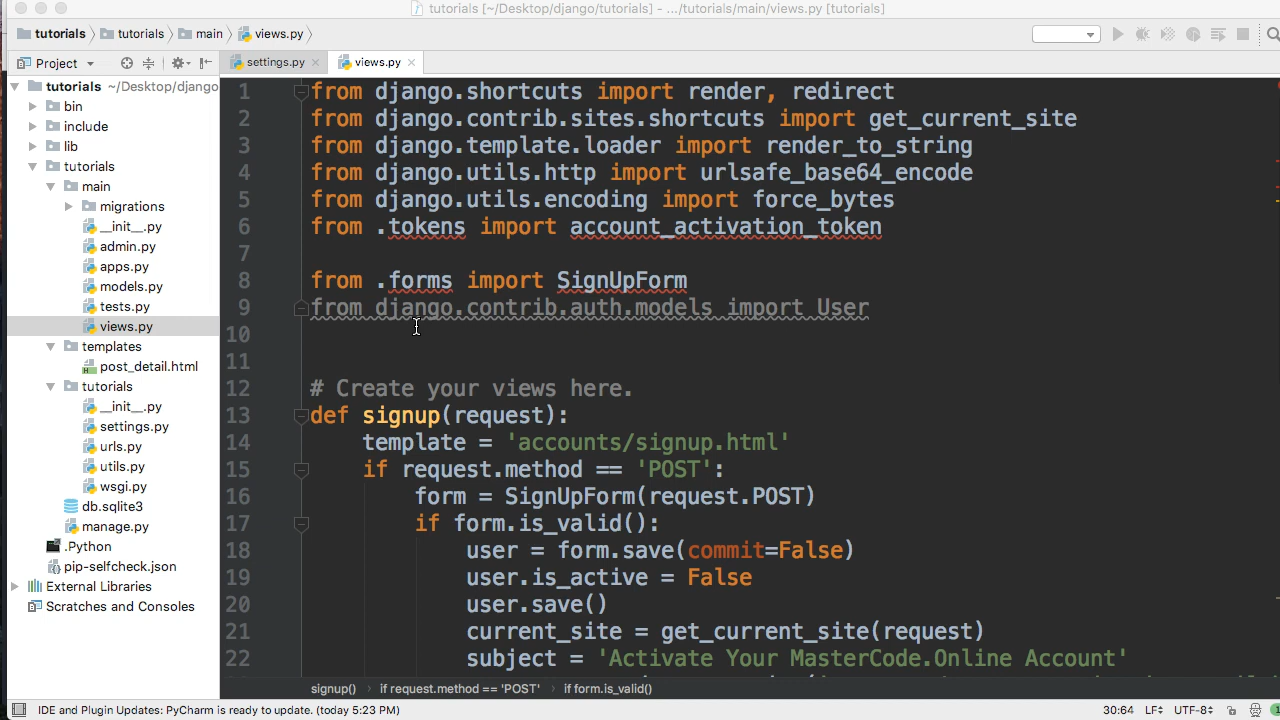 tutorials [~/Desktop/django/tutorials] - .../tutorials/main/views.py [tutorials]
tutorials tutorials main views.py
Project
settings.py views.py
tutorials ~/Desktop/django
bin
include
lib
tutorials
main
migrations
__init__.py
admin.py
apps.py
models.py
tests.py
views.py
templates
post_detail.html
tutorials
__init__.py
settings.py
urls.py
utils.py
wsgi.py
db.sqlite3
manage.py
.Python
pip-selfcheck.json
External Libraries
Scratches and Consoles
1 from django.shortcuts import render, redirect
2 from django.contrib.sites.shortcuts import get_current_site
3 from django.template.loader import render_to_string
4 from django.utils.http import urlsafe_base64_encode
5 from django.utils.encoding import force_bytes
6 from .tokens import account_activation_token
7
8 from .forms import SignUpForm
9 from django.contrib.auth.models import User
10
11
12 # Create your views here.
13 def signup(request):
14 template = 'accounts/signup.html'
15 if request.method == 'POST':
16 form = SignUpForm(request.POST)
17 if form.is_valid():
18 user = form.save(commit=False)
19 user.is_active = False
20 user.save()
21 current_site = get_current_site(request)
22 subject = 'Activate Your MasterCode.Online Account'
signup() if request.method == 'POST' if form.is_valid()
IDE and Plugin Updates: PyCharm is ready to update. (today 5:23 PM) 30:64 LF UTF-8 1